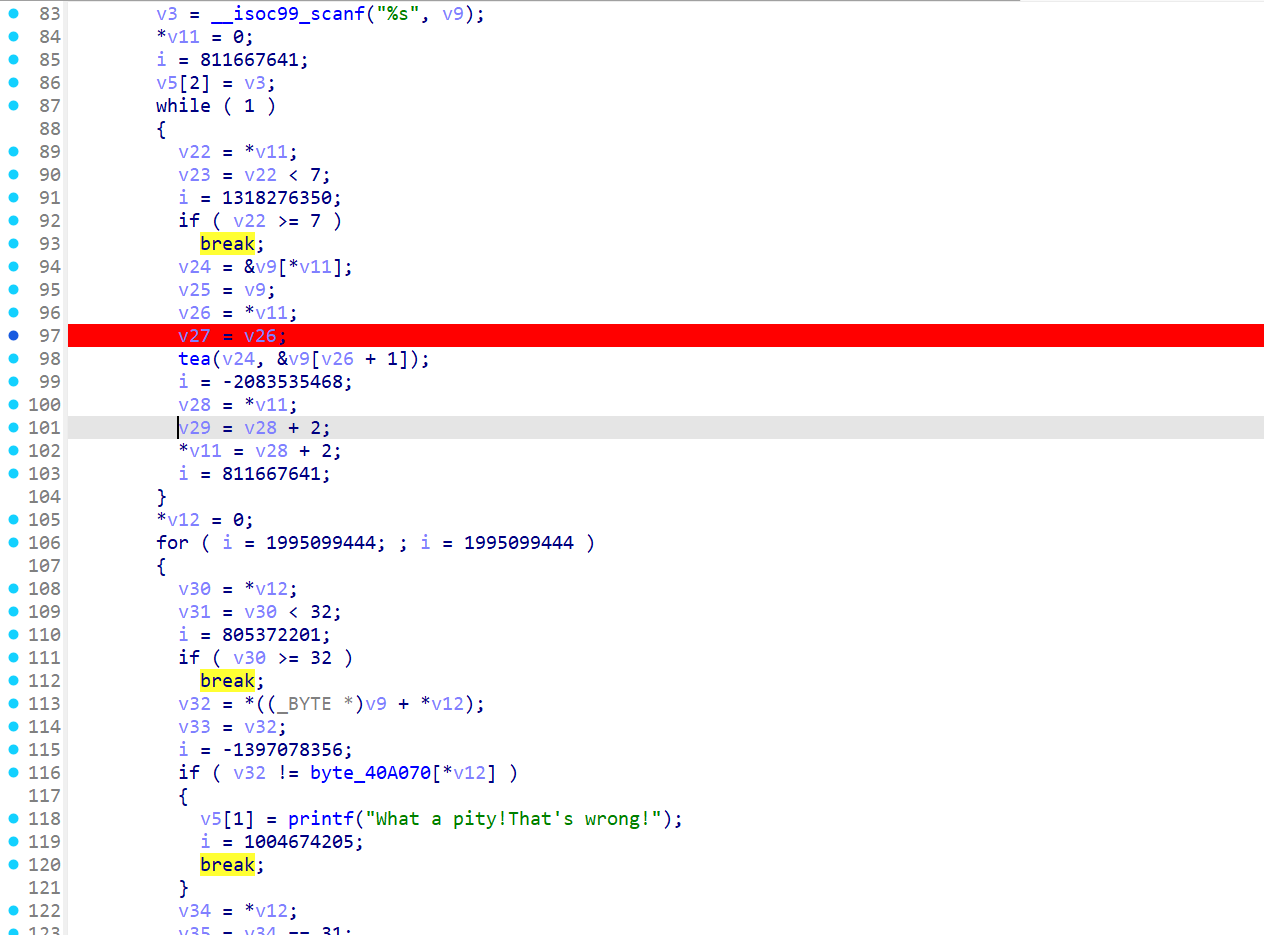 83 v3 = __isoc99_scanf("%s", v9);
84 *v11 = 0;
85 i = 811667641;
86 v5[2] = v3;
87 while ( 1 )
88 {
89 v22 = *v11;
90 v23 = v22 < 7;
91 i = 1318276350;
92 if ( v22 >= 7 )
93 break;
94 v24 = &v9[*v11];
95 v25 = v9;
96 v26 = *v11;
97 v27 = v26;
98 tea(v24, &v9[v26 + 1]);
99 i = -2083535468;
100 v28 = *v11;
101 v29 = v28 + 2;
102 *v11 = v28 + 2;
103 i = 811667641;
104 }
105 *v12 = 0;
106 for ( i = 1995099444; ; i = 1995099444 )
107 {
108 v30 = *v12;
109 v31 = v30 < 32;
110 i = 805372201;
111 if ( v30 >= 32 )
112 break;
113 v32 = *((_BYTE *)v9 + *v12);
114 v33 = v32;
115 i = -1397078356;
116 if ( v32 != byte_40A070[*v12] )
117 {
118 v5[1] = printf("What a pity!That's wrong!");
119 i = 1004674205;
120 break;
121 }
122 v34 = *v12;
123 v35 = v34 == 31;